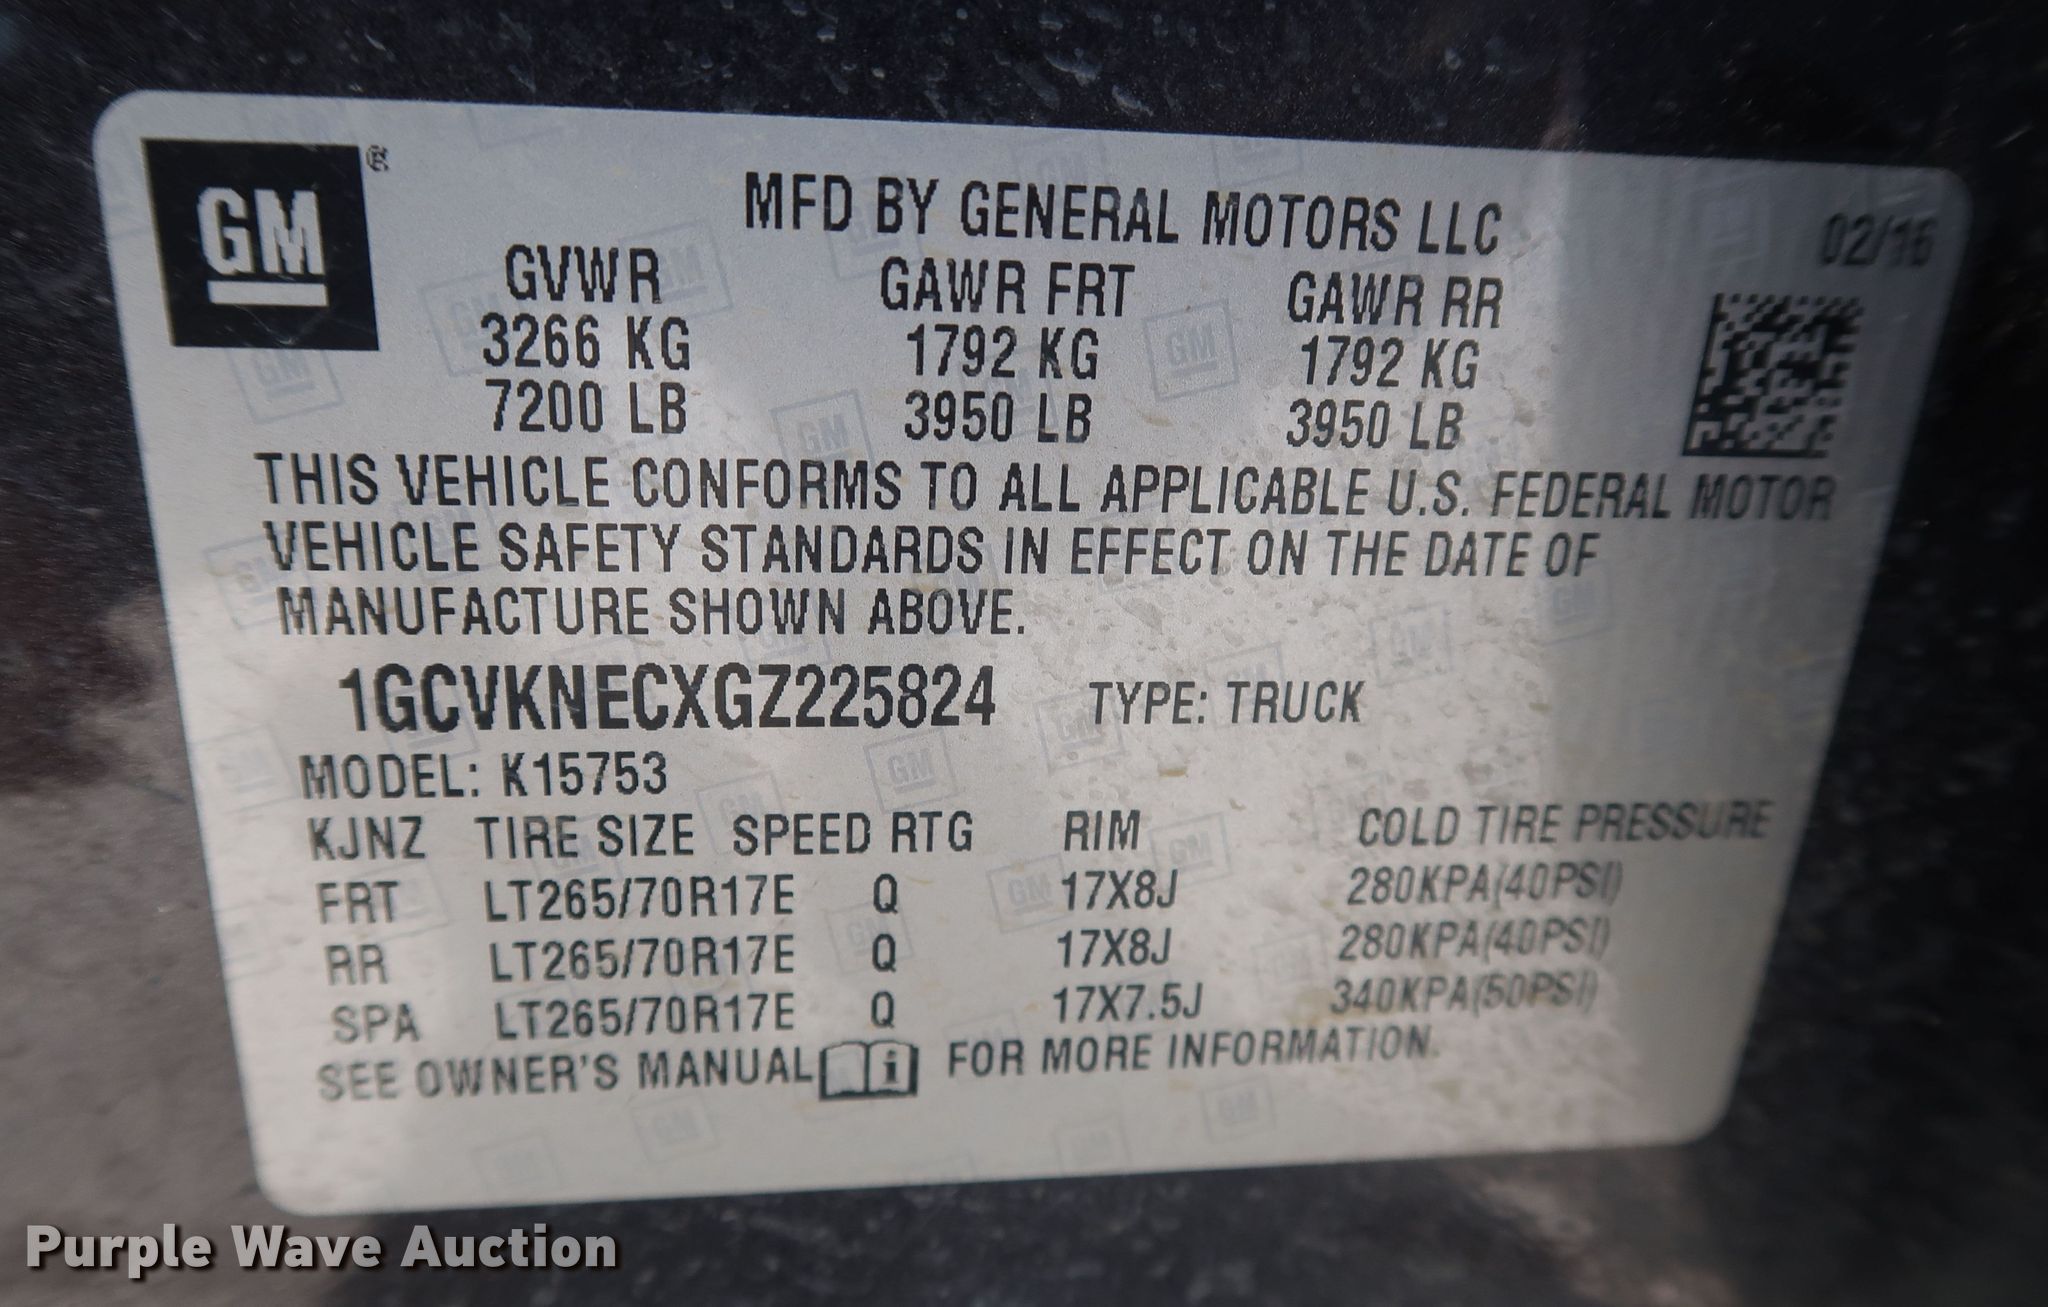 GM ®
MFD BY GENERAL MOTORS LLC
02/16
GVWR GAWR FRT GAWR RR
3266 KG 1792 KG 1792 KG
7200 LB 3950 LB 3950 LB
THIS VEHICLE CONFORMS TO ALL APPLICABLE U.S. FEDERAL MOTOR
VEHICLE SAFETY STANDARDS IN EFFECT ON THE DATE OF
MANUFACTURE SHOWN ABOVE.
1GCVKNECXGZ225824 TYPE: TRUCK
MODEL: K15753
KJNZ TIRE SIZE SPEED RTG RIM COLD TIRE PRESSURE
FRT LT265/70R17E Q 17X8J 280KPA(40PSI)
RR LT265/70R17E Q 17X8J 280KPA(40PSI)
SPA LT265/70R17E Q 17X7.5J 340KPA(50PSI)
SEE OWNER'S MANUAL i FOR MORE INFORMATION.
Purple Wave Auction